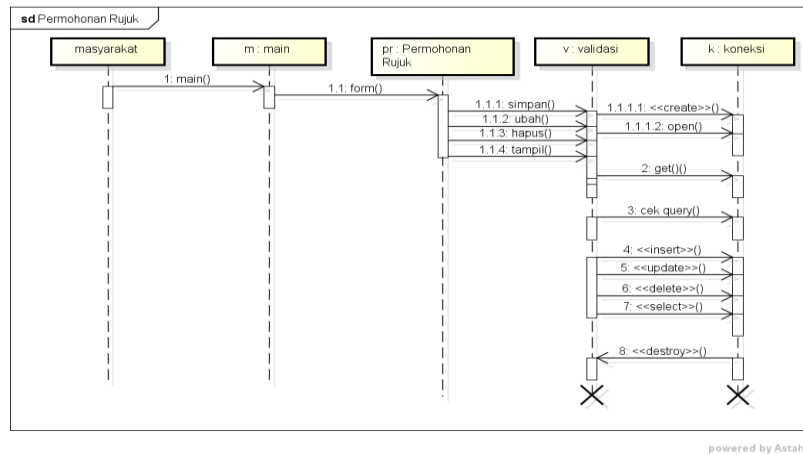 sd Permohonan Rujuk
masyarakat
m : main
pr : Permohonan
Rujuk
v : validasi
k : koneksi
1: main()
1.1: form()
1.1.1: simpan()
1.1.1.1: <<create>>()
1.1.2: ubah()
1.1.1.2: open()
1.1.3: hapus()
1.1.4: tampil()
2: get()()
3: cek query()
4: <<insert>>()
5: <<update>>()
6: <<delete>>()
7: <<select>>()
8: <<destroy>>()
powered by Astah